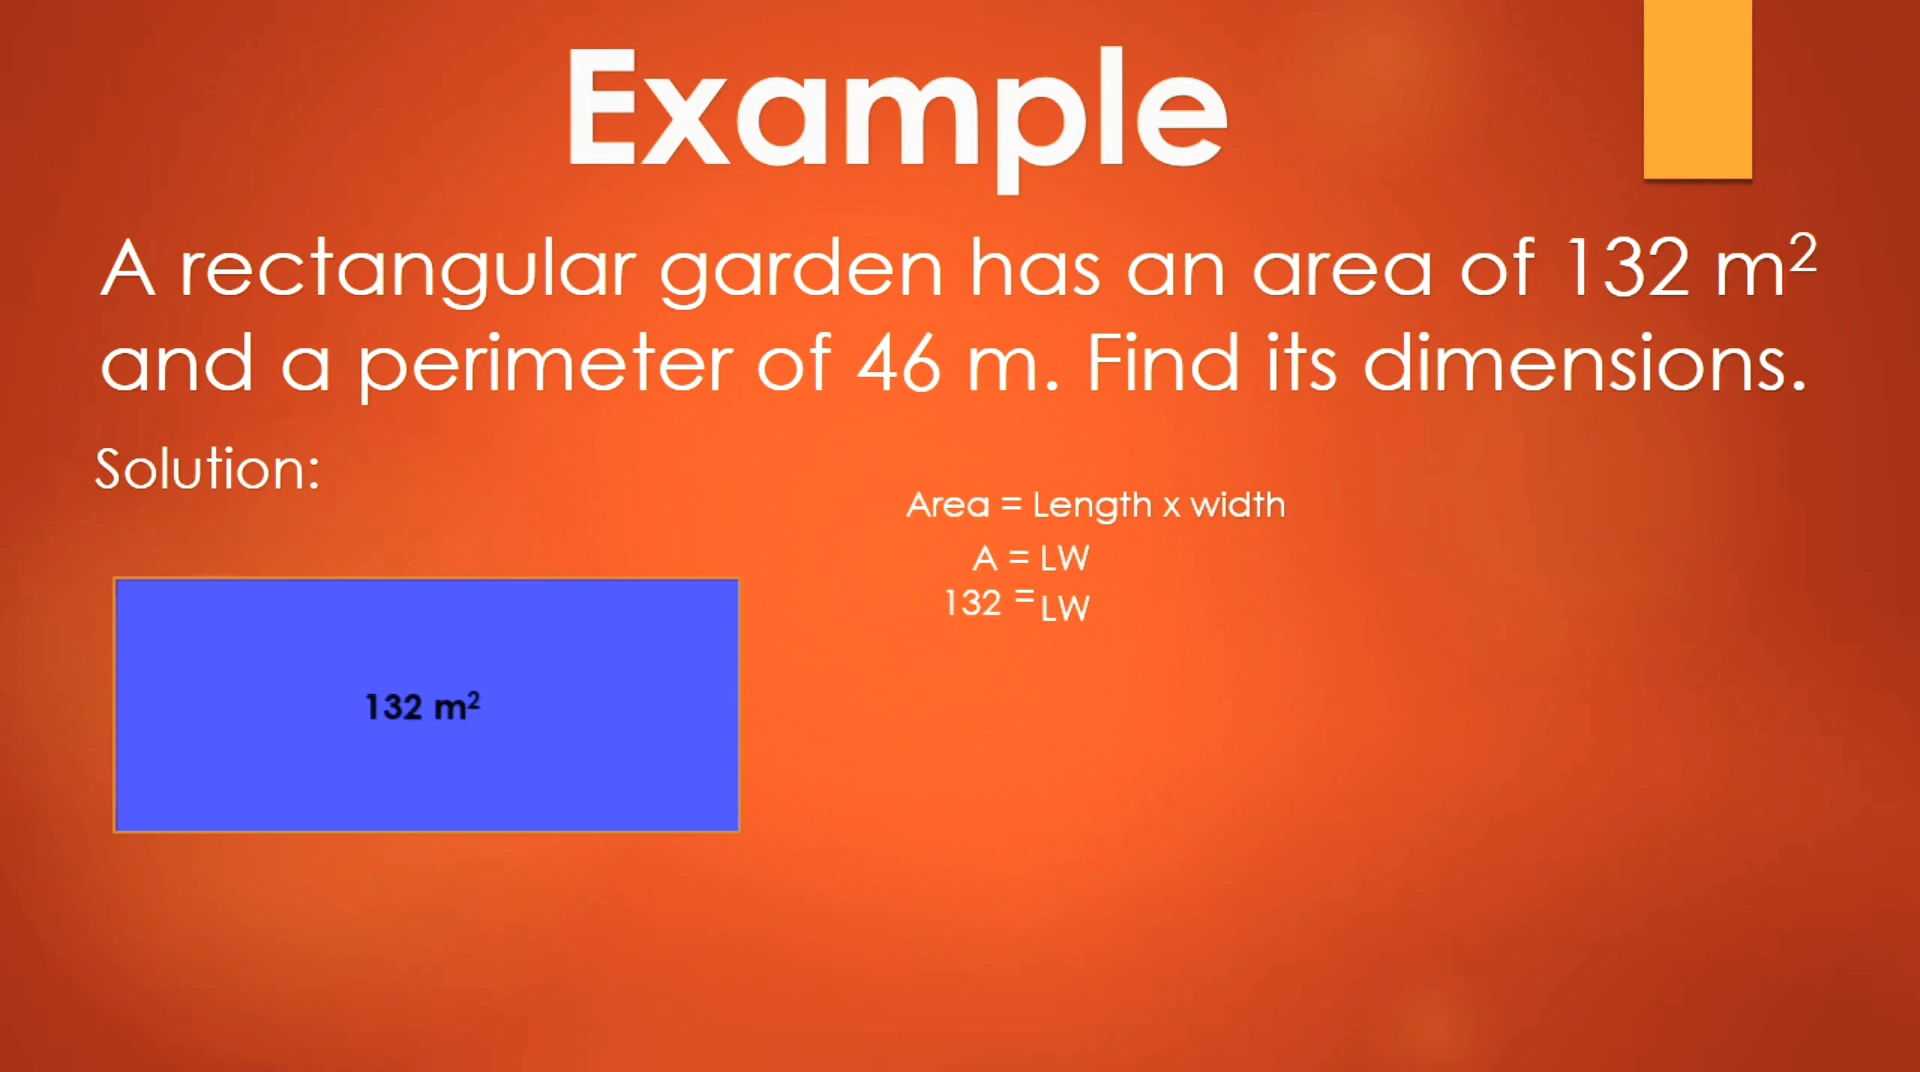 Example
A rectangular garden has an area of 132 m²
and a perimeter of 46 m. Find its dimensions.
Solution:
Area = Length x width
A = LW
132 = LW
132 m²